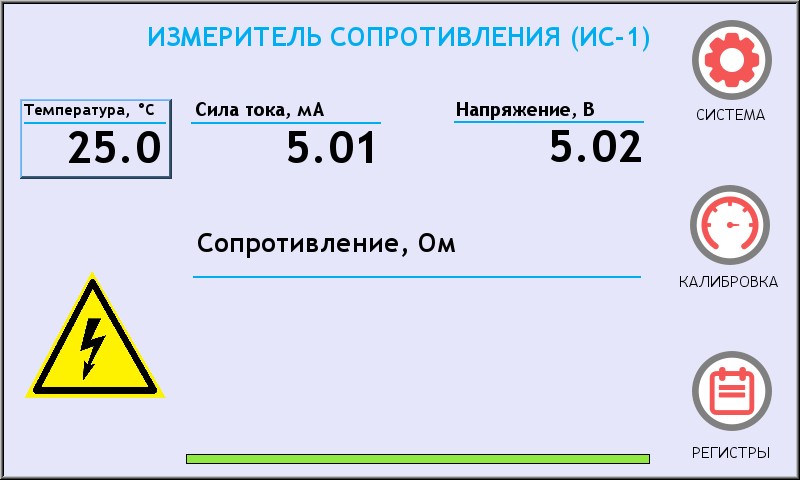 ИЗМЕРИТЕЛЬ СОПРОТИВЛЕНИЯ (ИС-1)
СИСТЕМА
Температура, °С
Сила тока, мА
Напряжение, В
25.0
5.01
5.02
Сопротивление, Ом
КАЛИБРОВКА
РЕГИСТРЫ